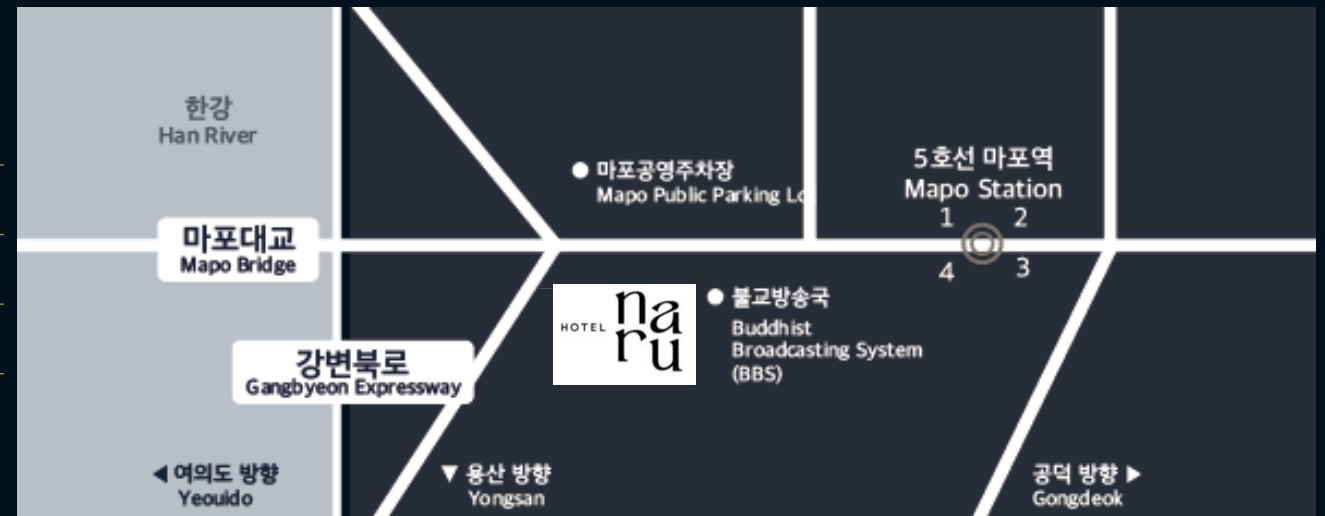 한강
Han River
마포공영주차장
Mapo Public Parking Lo
5호선 마포역
Mapo Station
1 2
마포대교
Mapo Bridge
4 3
HOTEL naru
불교방송국
Buddhist
Broadcasting System
(BBS)
강변북로
Gangbyeon Expressway
◀ 여의도 방향
Yeouido
▼ 용산 방향
Yongsan
공덕 방향 ▶
Gongdeok